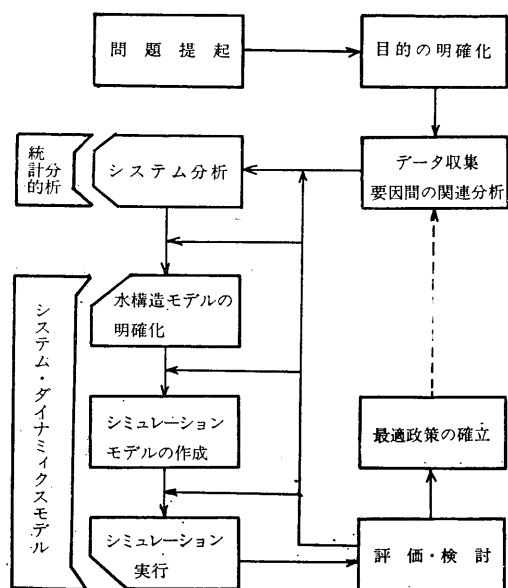 問題提起
目的の明確化
統計的
分析
システム分析
データ収集
要因間の関連分析
水構造モデルの
明確化
システム・ダイナミィクスモデル
シミュレーション
モデルの作成
最適政策の確立
シミュレーション
実行
評価・検討